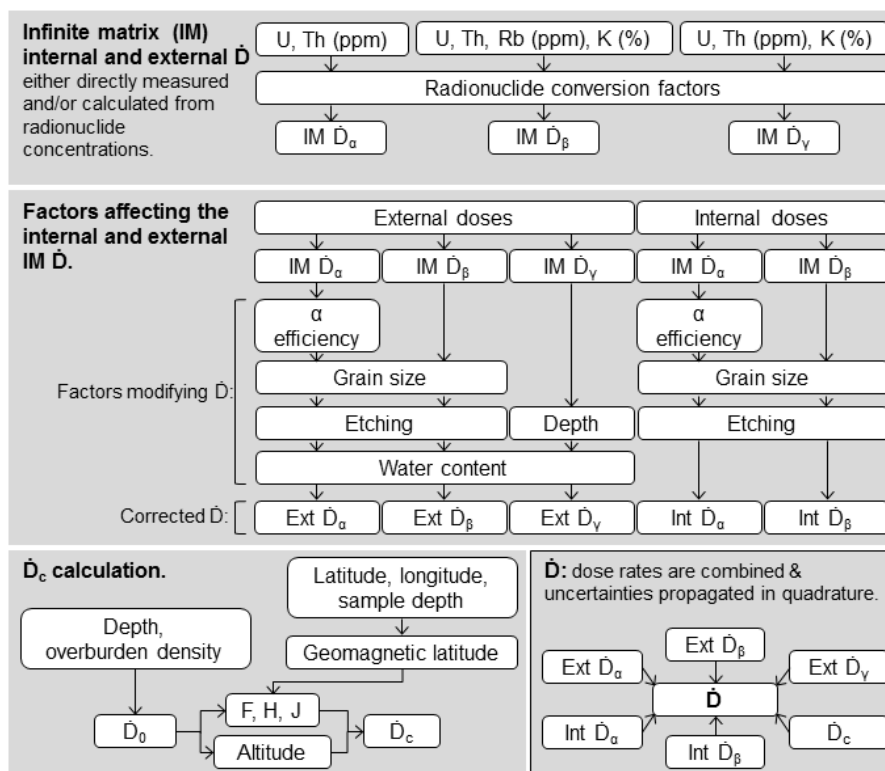 Infinite matrix (IM)
internal and external Ḋ
either directly measured
and/or calculated from
radionuclide
concentrations.
U, Th (ppm)
U, Th, Rb (ppm), K (%)
U, Th (ppm), K (%)
Radionuclide conversion factors
IM Ḋα
IM Ḋβ
IM Ḋγ
Factors affecting the
internal and external
IM Ḋ.
External doses
Internal doses
IM Ḋα
IM Ḋβ
IM Ḋγ
IM Ḋα
IM Ḋβ
Factors modifying Ḋ:
α
efficiency
α
efficiency
Grain size
Grain size
Etching
Depth
Etching
Water content
Corrected Ḋ:
Ext Ḋα
Ext Ḋβ
Ext Ḋγ
Int Ḋα
Int Ḋβ
Ḋc calculation.
Latitude, longitude,
sample depth
Depth,
overburden density
Geomagnetic latitude
Ḋ0
F, H, J
Altitude
Ḋc
Ḋ: dose rates are combined &
uncertainties propagated in quadrature.
Ext Ḋβ
Ext Ḋα
Ext Ḋγ
Ḋ
Int Ḋα
Ḋc
Int Ḋβ